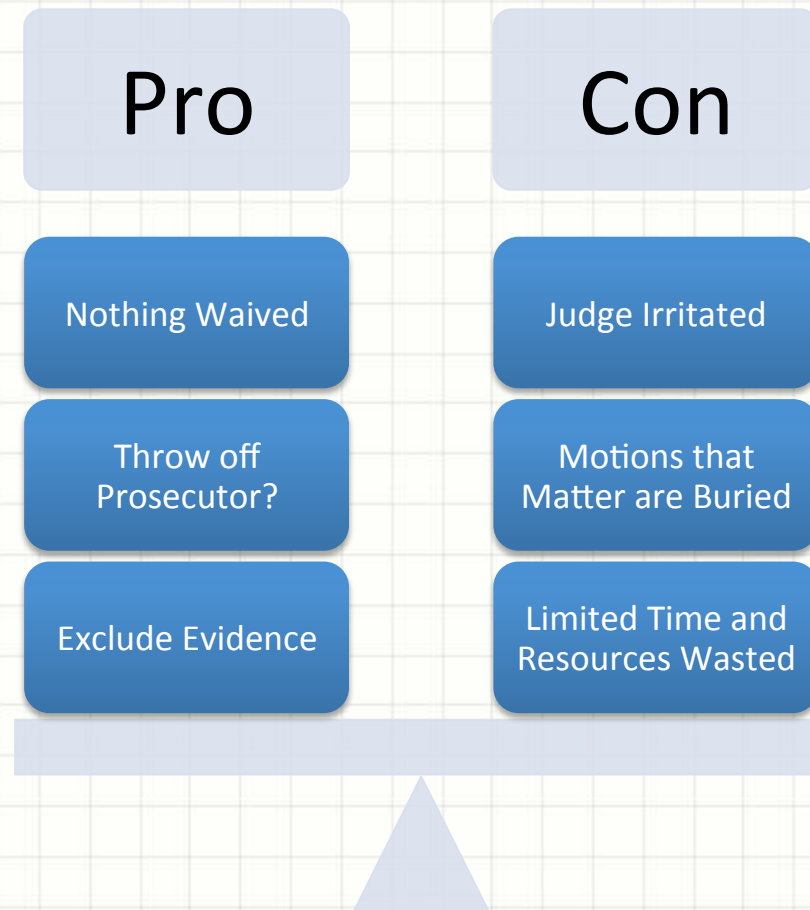 Pro
Con
Nothing Waived
Throw off
Prosecutor?
Exclude Evidence
Judge Irritated
Motions that
Matter are Buried
Limited Time and
Resources Wasted